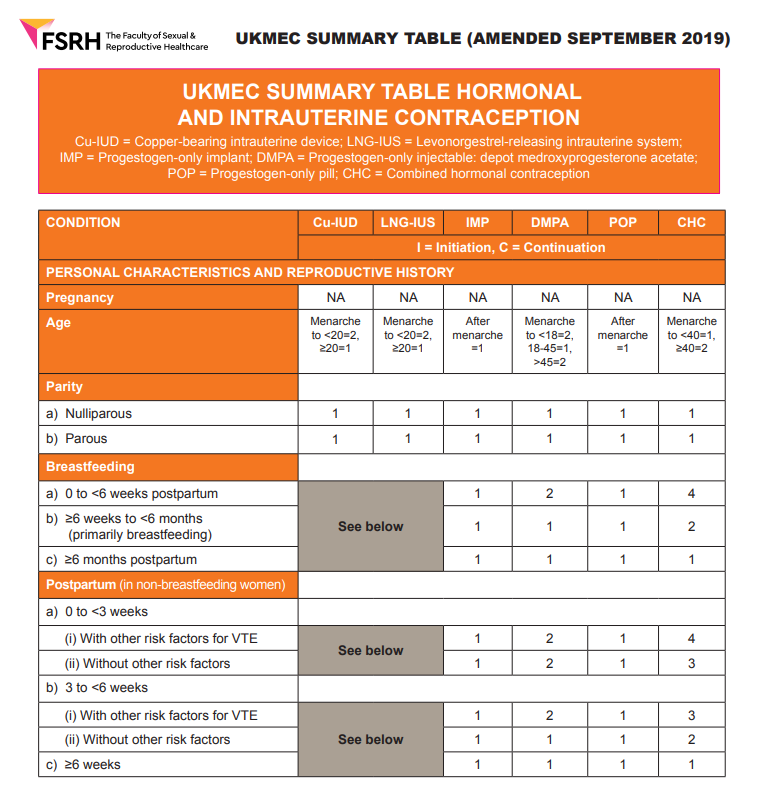 FSRH The Faculty of Sexual &
Reproductive Healthcare
UKMEC SUMMARY TABLE (AMENDED SEPTEMBER 2019)
UKMEC SUMMARY TABLE HORMONAL
AND INTRAUTERINE CONTRACEPTION
Cu-IUD = Copper-bearing intrauterine device; LNG-IUS = Levonorgestrel-releasing intrauterine system;
IMP = Progestogen-only implant; DMPA = Progestogen-only injectable: depot medroxyprogesterone acetate;
POP = Progestogen-only pill; CHC = Combined hormonal contraception
CONDITION Cu-IUD LNG-IUS IMP DMPA POP CHC
I = Initiation, C = Continuation
PERSONAL CHARACTERISTICS AND REPRODUCTIVE HISTORY
Pregnancy NA NA NA NA NA NA
Age Menarche Menarche After Menarche After Menarche
to <20=2, to <20=2, menarche to <18=2, menarche to <40=1,
≥20=1 ≥20=1 =1 18-45=1, =1 ≥40=2
>45=2
Parity
a) Nulliparous 1 1 1 1 1 1
b) Parous 1 1 1 1 1 1
Breastfeeding
a) 0 to <6 weeks postpartum 1 2 1 4
b) ≥6 weeks to <6 months
(primarily breastfeeding) See below 1 1 1 2
c) ≥6 months postpartum 1 1 1 1
Postpartum (in non-breastfeeding women)
a) 0 to <3 weeks
(i) With other risk factors for VTE See below 1 2 1 4
(ii) Without other risk factors 1 2 1 3
b) 3 to <6 weeks
(i) With other risk factors for VTE 1 2 1 3
(ii) Without other risk factors See below 1 1 1 2
c) ≥6 weeks 1 1 1 1